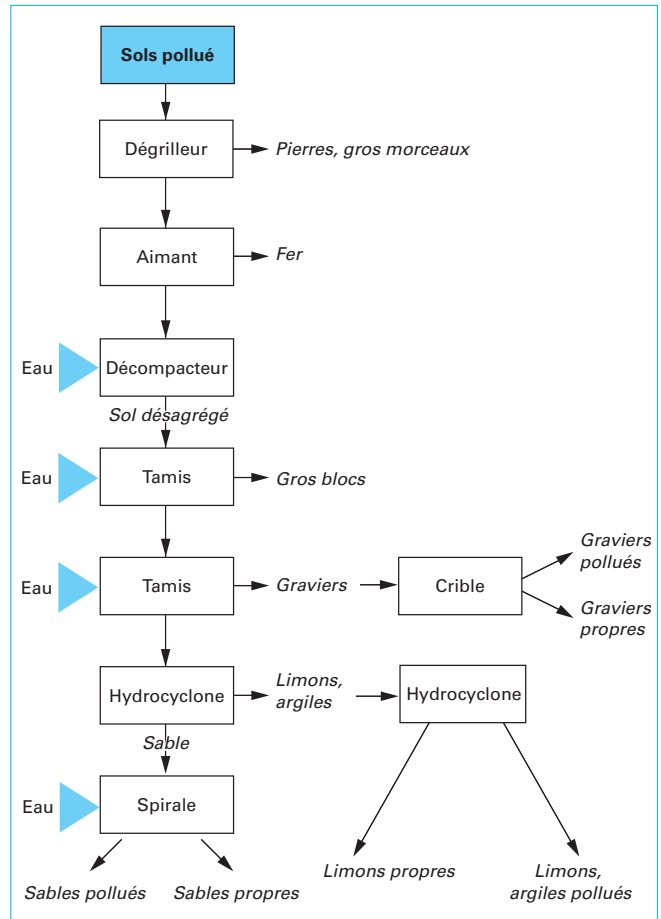 Sols pollué
Dégrilleur
Pierres, gros morceaux
Aimant
Fer
Eau
Décompacteur
Sol désagrégé
Eau
Tamis
Gros blocs
Eau
Tamis
Graviers
Crible
Graviers
pollués
Graviers
propres
Hydrocyclone
Limons,
argiles
Hydrocyclone
Sable
Eau
Spirale
Sables pollués
Sables propres
Limons propres
Limons,
argiles pollués